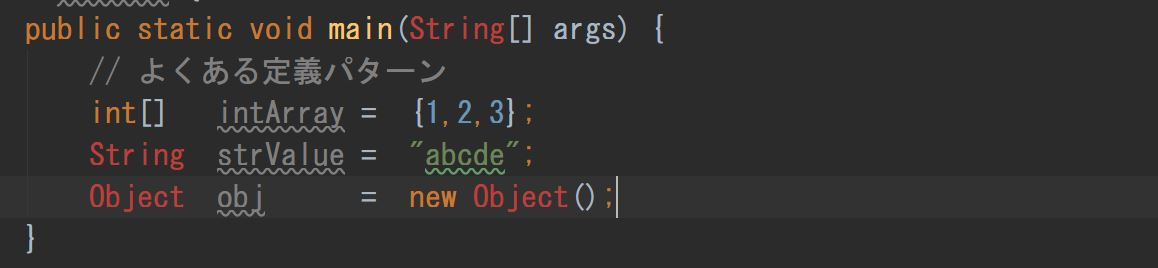 public static void main(String[] args) {
// よくある定義パターン
int[] intArray = {1,2,3};
String strValue = "abcde";
Object obj = new Object();
}